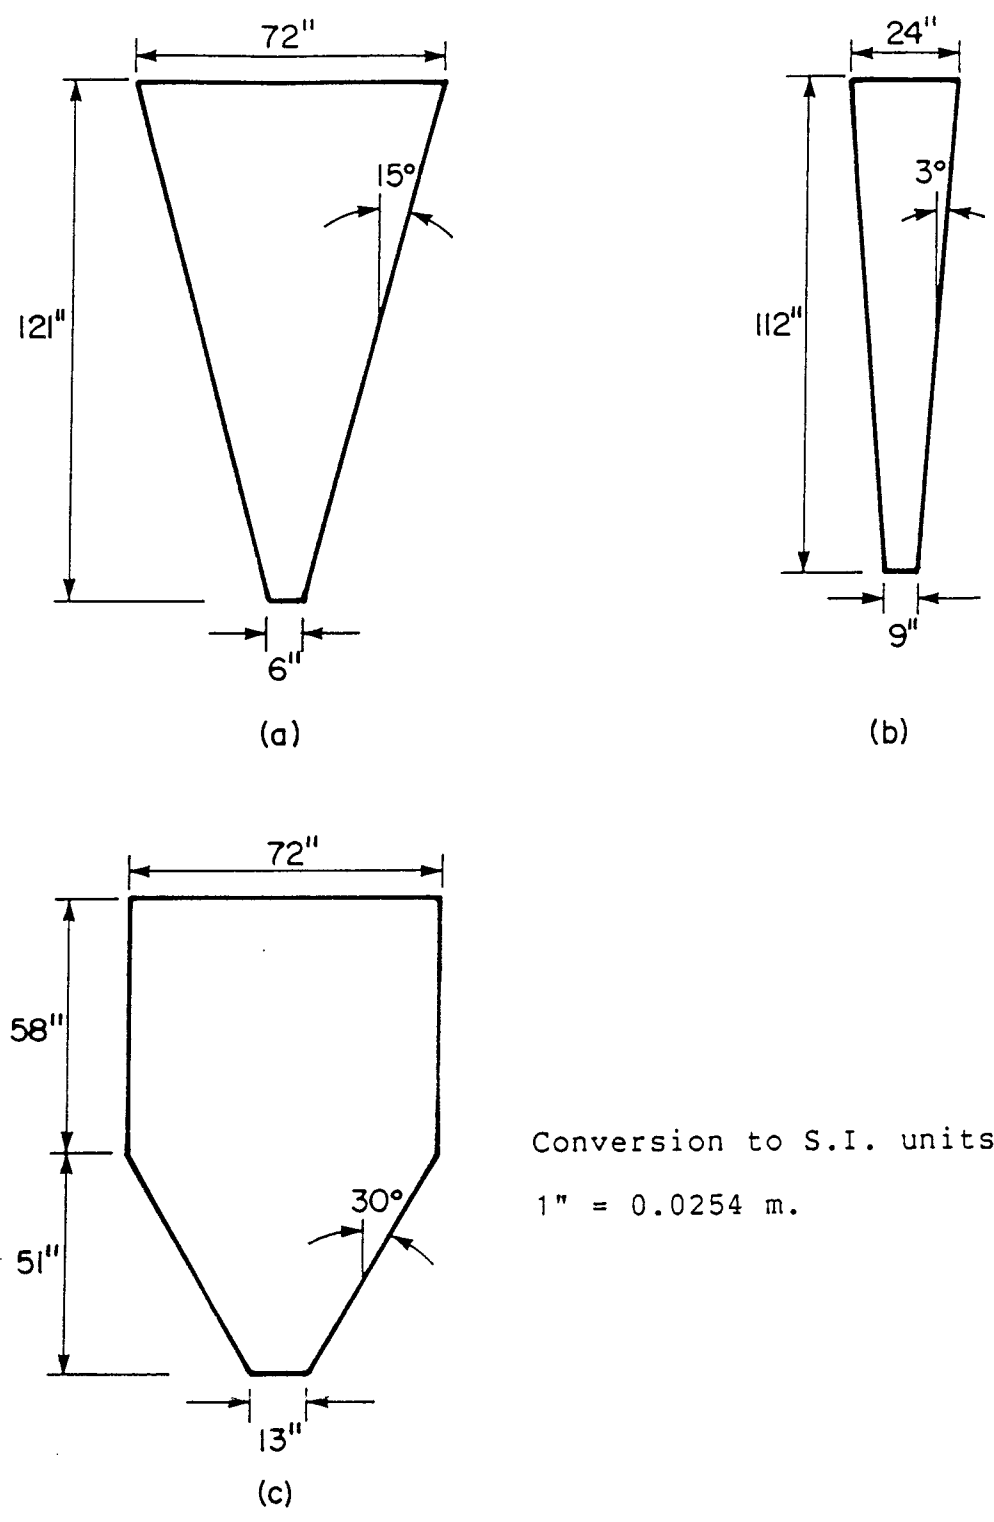 72"
15°
121"
6"
(a)
24"
3°
112"
9"
(b)
72"
58"
30°
51"
13"
(c)
Conversion to S.I. units
1" = 0.0254 m.